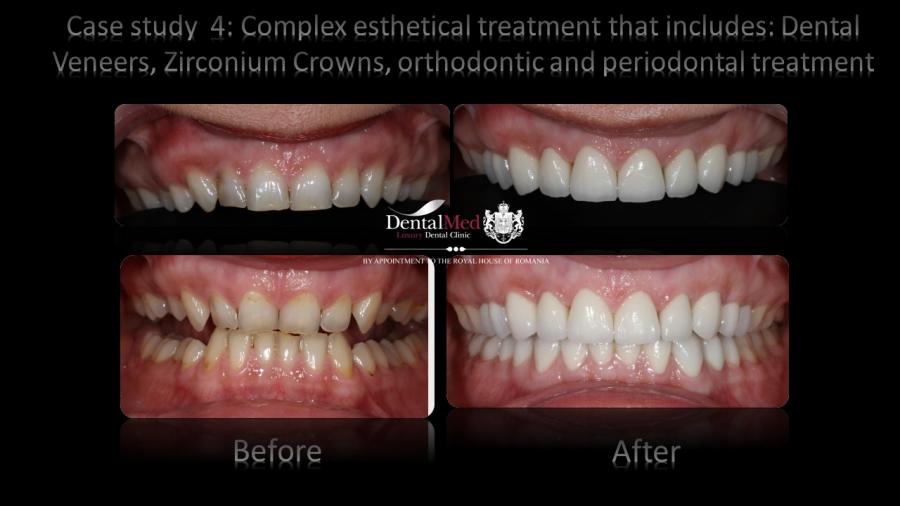 Case study  4: Complex esthetical treatment that includes: Dental
Veneers, Zirconium Crowns, orthodontic and periodontal treatment
DentalMed
Luxury Dental Clinic
BY APPOINTMENT TO THE ROYAL HOUSE OF ROMANIA
Before
After